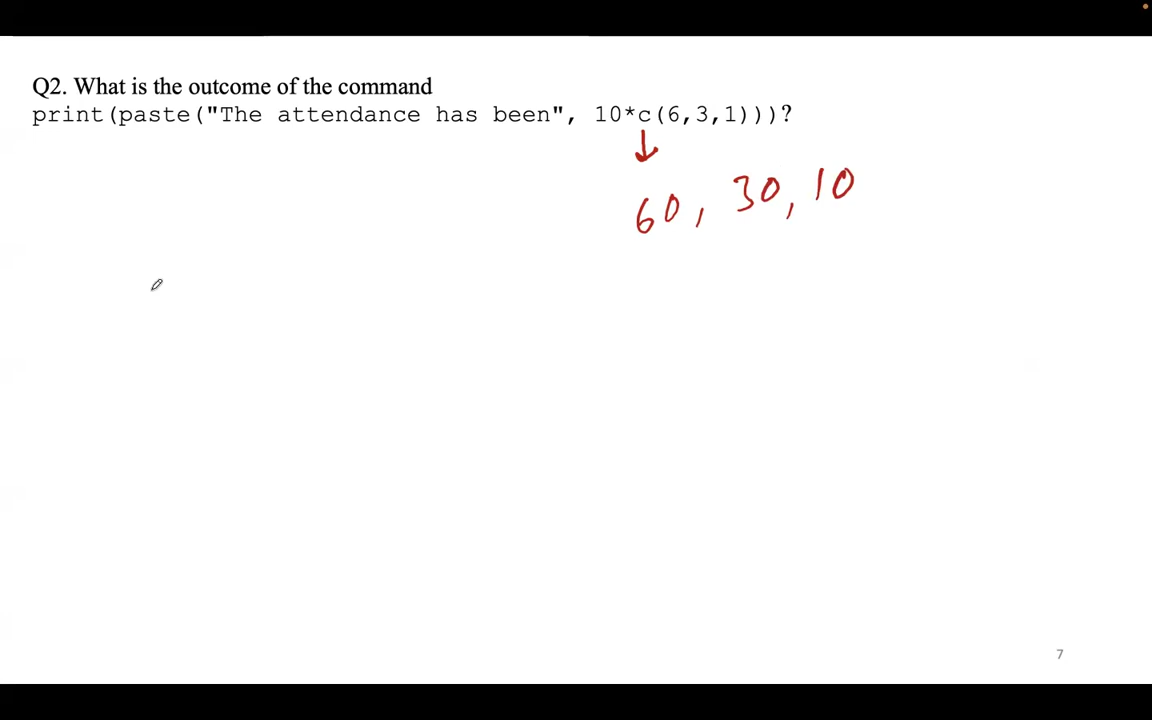 Q2. What is the outcome of the command
print(paste("The attendance has been", 10*c(6,3,1)))?
60, 30, 10
7